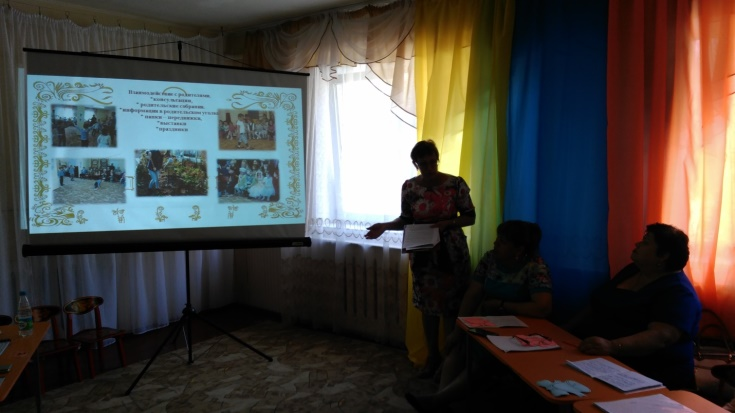 Взаимодействие с родителями.
*консультации,
* родительские собрания,
*информация в родительском уголке
* папки – передвижки,
*выставки
*праздники